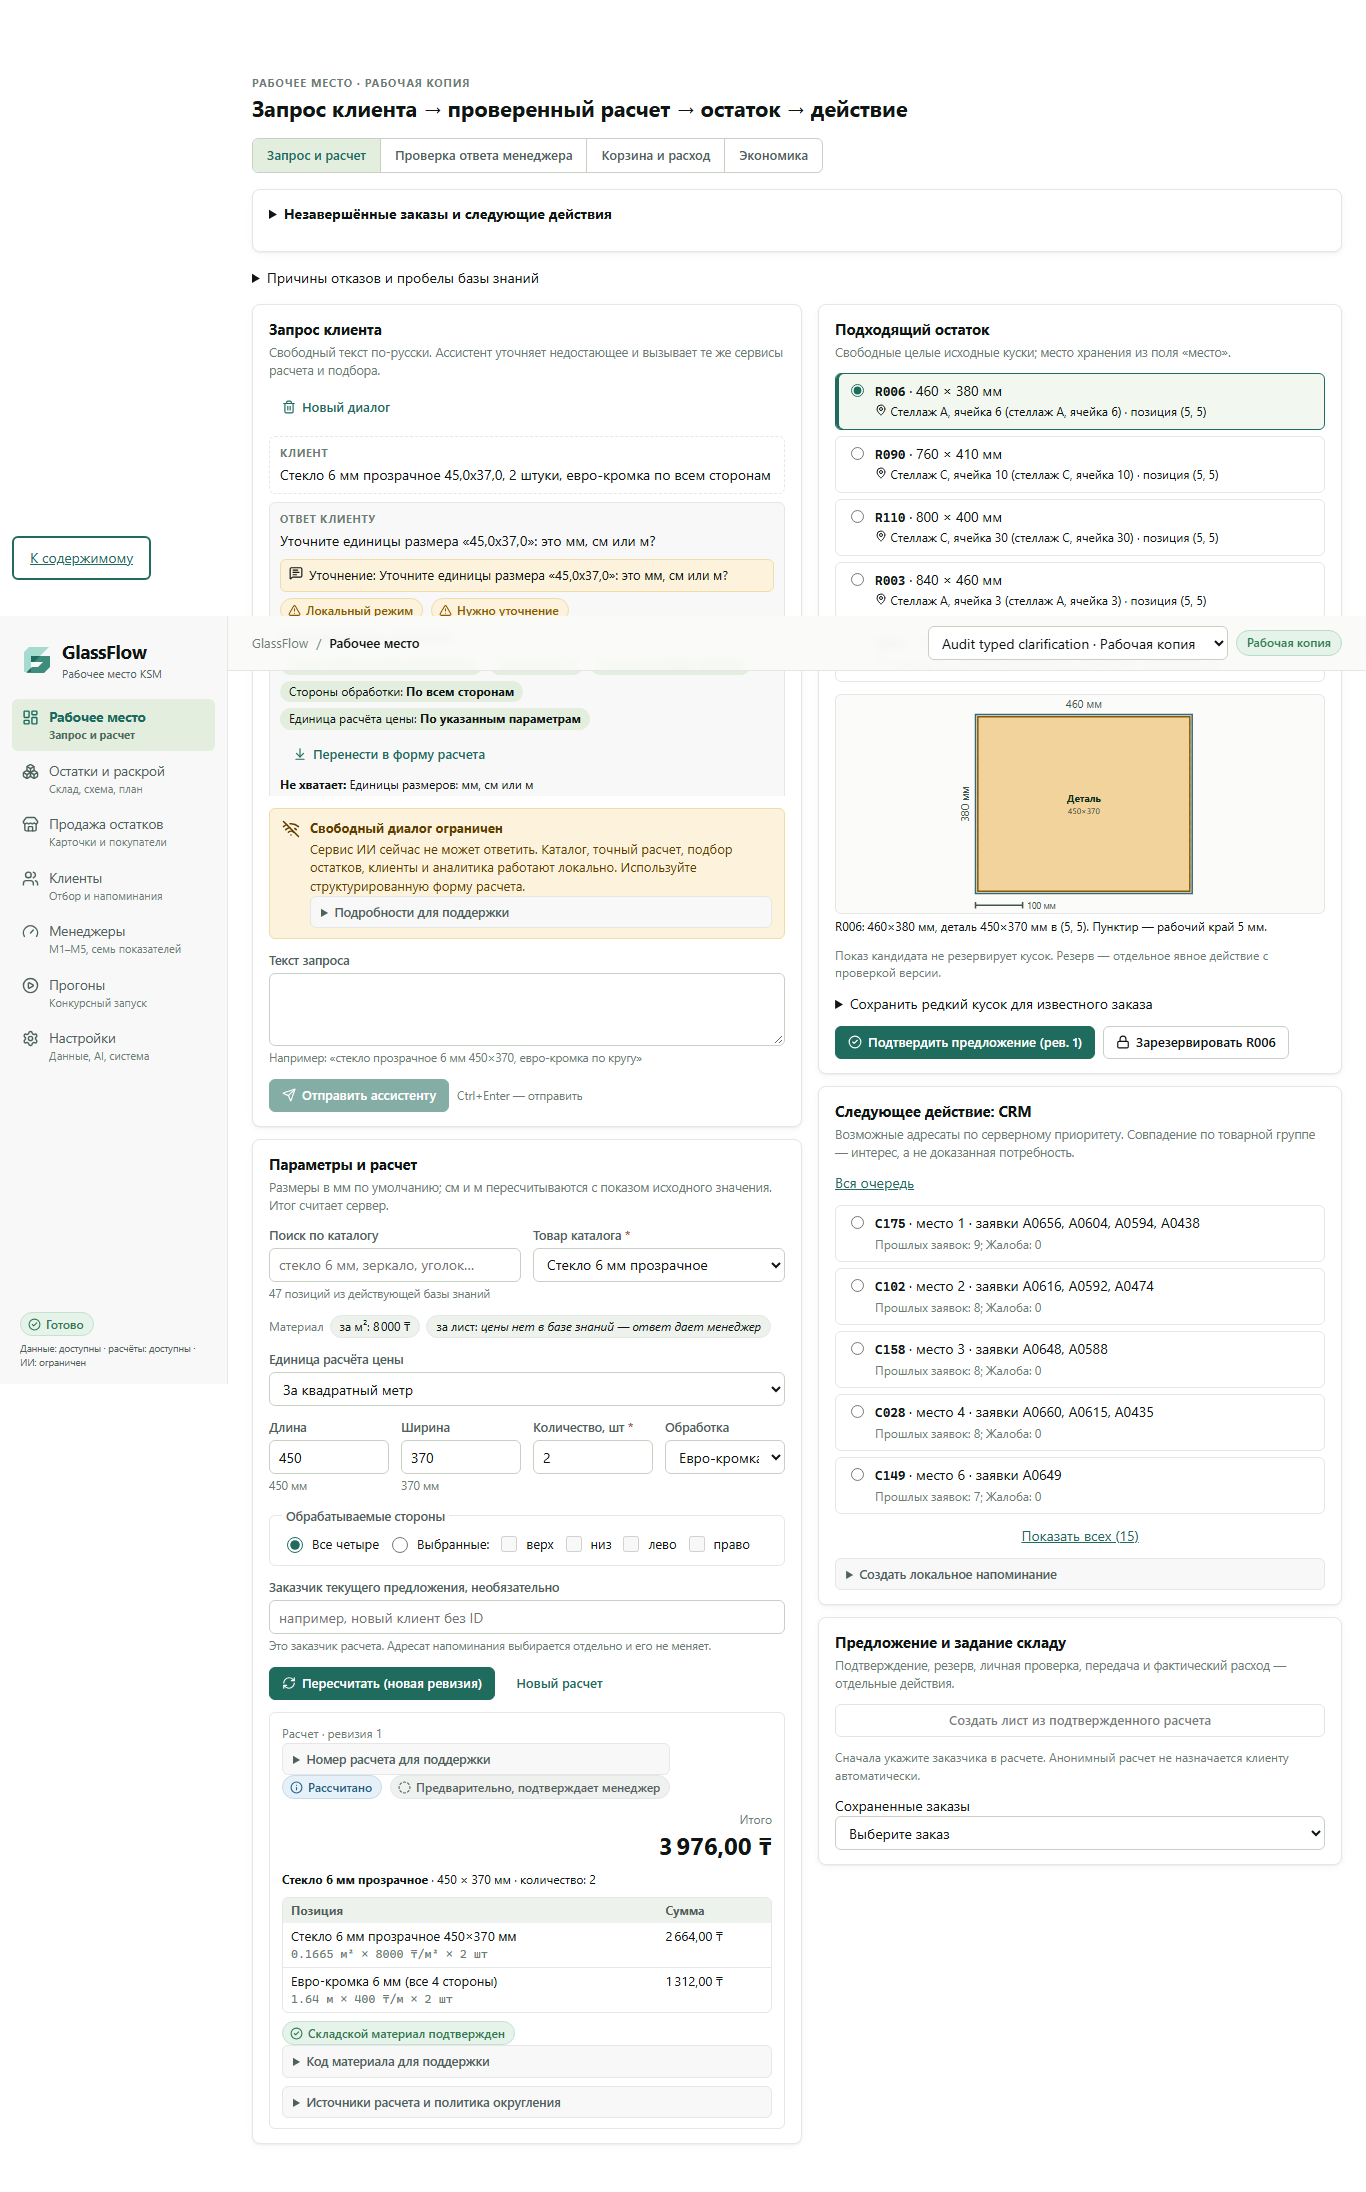 РАБОЧЕЕ МЕСТО · РАБОЧАЯ КОПИЯ
Запрос клиента → проверенный расчет → остаток → действие
Запрос и расчет
Проверка ответа менеджера
Корзина и расход
Экономика
Незавершённые заказы и следующие действия
Причины отказов и пробелы базы знаний
Запрос клиента
Свободный текст по-русски. Ассистент уточняет недостающее и вызывает те же сервисы
расчета и подбора.
Новый диалог
КЛИЕНТ
Стекло 6 мм прозрачное 45,0х37,0, 2 штуки, евро-кромка по всем сторонам
ОТВЕТ КЛИЕНТУ
Уточните единицы размера «45,0х37,0»: это мм, см или м?
Уточнение: Уточните единицы размера «45,0х37,0»: это мм, см или м?
Локальный режим
Нужно уточнение
К содержимому
GlassFlow
Рабочее место KSM
GlassFlow / Рабочее место
Audit typed clarification · Рабочая копия
Рабочая копия
Рабочее место
Запрос и расчет
Остатки и раскрой
Склад, схема, план
Продажа остатков
Карточки и покупатели
Клиенты
Отбор и напоминания
Менеджеры
М1–М5, семь показателей
Прогоны
Конкурсный запуск
Настройки
Данные, AI, система
Готово
Данные: доступны · расчёты: доступны ·
ИИ: ограничен
Стороны обработки: По всем сторонам
Единица расчёта цены: По указанным параметрам
Перенести в форму расчета
Не хватает: Единицы размеров: мм, см или м
Свободный диалог ограничен
Сервис ИИ сейчас не может ответить. Каталог, точный расчет, подбор
остатков, клиенты и аналитика работают локально. Используйте
структурированную форму расчета.
Подробности для поддержки
Текст запроса
Например: «стекло прозрачное 6 мм 450×370, евро-кромка по кругу»
Отправить ассистенту
Ctrl+Enter — отправить
Параметры и расчет
Размеры в мм по умолчанию; см и м пересчитываются с показом исходного значения.
Итог считает сервер.
Поиск по каталогу
Товар каталога *
стекло 6 мм, зеркало, уголок...
Стекло 6 мм прозрачное
47 позиций из действующей базы знаний
Материал
за м²: 8 000 ₸
за лист: цены нет в базе знаний — ответ дает менеджер
Единица расчёта цены
За квадратный метр
Длина
Ширина
Количество, шт *
Обработка
450
370
2
Евро-кромка
450 мм
370 мм
Обрабатываемые стороны
Все четыре
Выбранные:
верх
низ
лево
право
Заказчик текущего предложения, необязательно
например, новый клиент без ID
Это заказчик расчета. Адресат напоминания выбирается отдельно и его не меняет.
Пересчитать (новая ревизия)
Новый расчет
Расчет · ревизия 1
Номер расчета для поддержки
Рассчитано
Предварительно, подтверждает менеджер
Итого
3 976,00 ₸
Стекло 6 мм прозрачное · 450 × 370 мм · количество: 2
Позиция
Сумма
Стекло 6 мм прозрачное 450×370 мм
2 664,00 ₸
0.1665 м² × 8000 ₸/м² × 2 шт
Евро-кромка 6 мм (все 4 стороны)
1 312,00 ₸
1.64 м × 400 ₸/м × 2 шт
Складской материал подтвержден
Код материала для поддержки
Источники расчета и политика округления
Подходящий остаток
Свободные целые исходные куски; место хранения из поля «место».
R006 · 460 × 380 мм
Стеллаж А, ячейка 6 (стеллаж А, ячейка 6) · позиция (5, 5)
R090 · 760 × 410 мм
Стеллаж С, ячейка 10 (стеллаж С, ячейка 10) · позиция (5, 5)
R110 · 800 × 400 мм
Стеллаж С, ячейка 30 (стеллаж С, ячейка 30) · позиция (5, 5)
R003 · 840 × 460 мм
Стеллаж А, ячейка 3 (стеллаж А, ячейка 3) · позиция (5, 5)
460 мм
380 мм
Деталь
450×370
100 мм
R006: 460×380 мм, деталь 450×370 мм в (5, 5). Пунктир — рабочий край 5 мм.
Показ кандидата не резервирует кусок. Резерв — отдельное явное действие с
проверкой версии.
Сохранить редкий кусок для известного заказа
Подтвердить предложение (рев. 1)
Зарезервировать R006
Следующее действие: CRM
Возможные адресаты по серверному приоритету. Совпадение по товарной группе
— интерес, а не доказанная потребность.
Вся очередь
C175 · место 1 · заявки A0656, A0604, A0594, A0438
Прошлых заявок: 9; Жалоба: 0
C102 · место 2 · заявки A0616, A0592, A0474
Прошлых заявок: 8; Жалоба: 0
C158 · место 3 · заявки A0648, A0588
Прошлых заявок: 8; Жалоба: 0
C028 · место 4 · заявки A0660, A0615, A0435
Прошлых заявок: 8; Жалоба: 0
C149 · место 6 · заявки A0649
Прошлых заявок: 7; Жалоба: 0
Показать всех (15)
Создать локальное напоминание
Предложение и задание складу
Подтверждение, резерв, личная проверка, передача и фактический расход —
отдельные действия.
Создать лист из подтвержденного расчета
Сначала укажите заказчика в расчете. Анонимный расчет не назначается клиенту
автоматически.
Сохраненные заказы
Выберите заказ